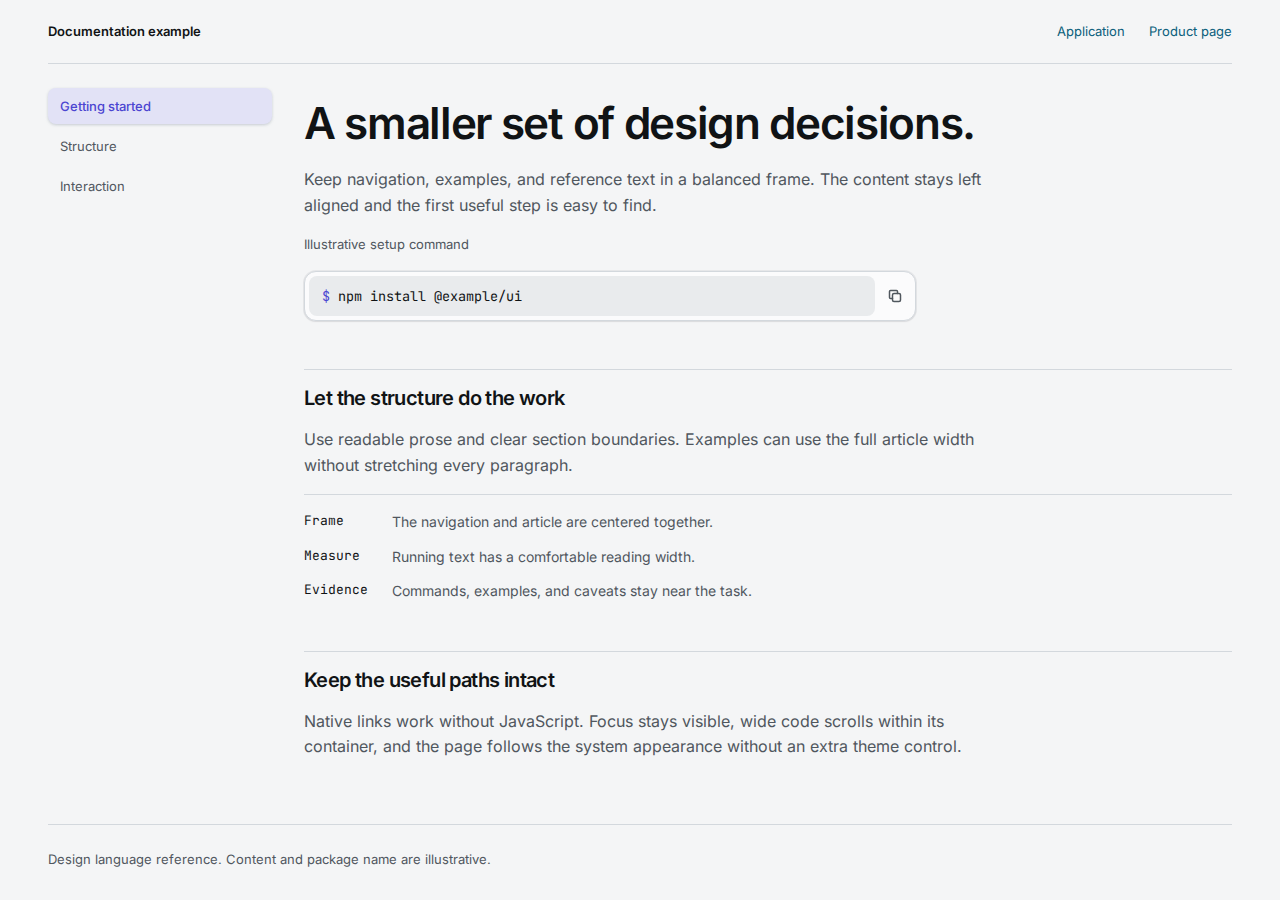 Documentation example
Application
Product page
Getting started
Structure
Interaction
A smaller set of design decisions.
Keep navigation, examples, and reference text in a balanced frame. The content stays left
aligned and the first useful step is easy to find.
Illustrative setup command
$ npm install @example/ui
Let the structure do the work
Use readable prose and clear section boundaries. Examples can use the full article width
without stretching every paragraph.
Frame The navigation and article are centered together.
Measure Running text has a comfortable reading width.
Evidence Commands, examples, and caveats stay near the task.
Keep the useful paths intact
Native links work without JavaScript. Focus stays visible, wide code scrolls within its
container, and the page follows the system appearance without an extra theme control.
Design language reference. Content and package name are illustrative.